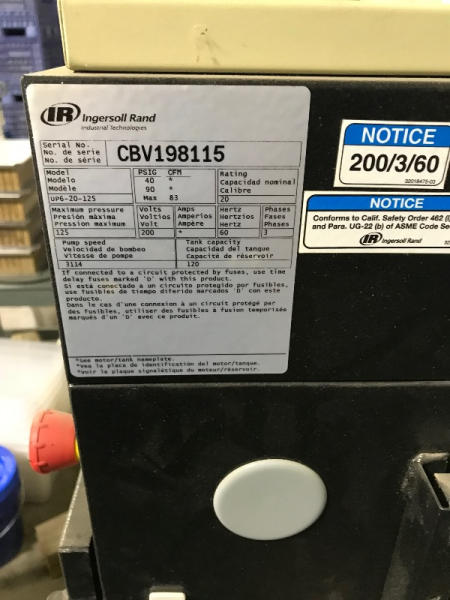 IR Ingersoll Rand
Industrial Technologies
Serial No.
No. de serie
No. de série
CBV198115
Model
Modelo
Modèle
UP6-20-125
PSIG CFM
40 *
90 *
Max 83
Rating
Capacidad nominal
Calibre
20
Maximum pressure
Presión máxima
Pression maximum
125
Volts
Voltios
Volts
200
Amps
Amperios
Ampère
*
Hertz
Hertzios
Hertz
60
Phases
Fases
Phases
3
Pump speed
Velocidad de bombeo
Vitesse de pompe
3114
Tank capacity
Capacidad del tanque
Capacité de réservoir
120
If connected to a circuit protected by fuses, use time
delay fuses marked 'D' with this product.
Si está conectado a un circuito protegido por fusibles,
use fusibles de tiempo diferido marcados 'D' con este
producto.
Dans le cas d'une connexion à un circuit protégé par
des fusibles, utiliser des fusibles à fusion temporisés
marqués d'un 'D' avec ce produit.
*See motor/tank nameplate.
*Vea la placa de identificación del motor/tanque.
*Voir la plaque signalétique du moteur/réservoir.
NOTICE
200/3/60
32018475-03
NOTICE
Conforms to Calif. Safety Order 462 (
and Para. UG-22 (b) of ASME Code Se
IR Ingersoll Rand